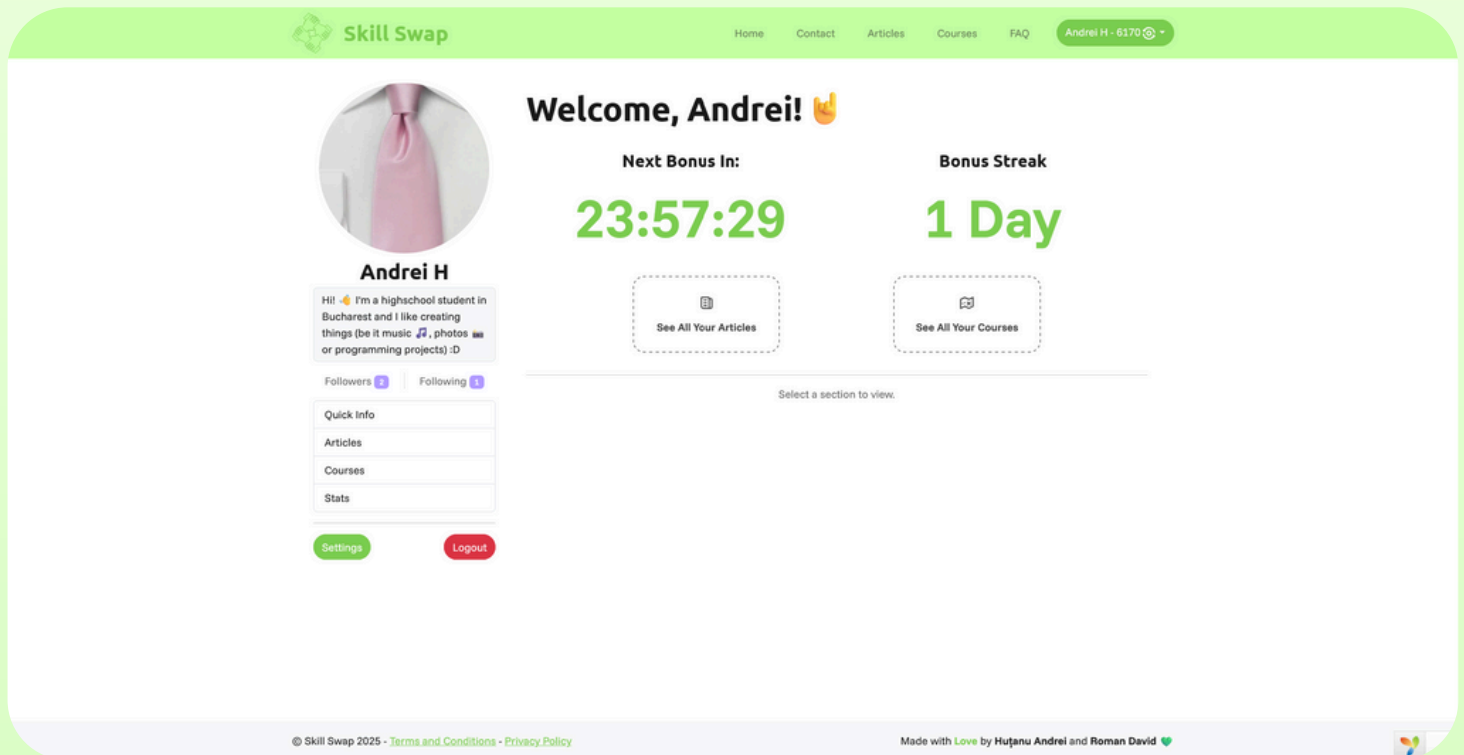 Skill Swap
Home Contact Articles Courses FAQ Andrei H - 6170
Welcome, Andrei! 🤘
Next Bonus In:
23:57:29
Bonus Streak
1 Day
See All Your Articles
See All Your Courses
Select a section to view.
Andrei H
Hi! 🤙 I'm a highschool student in
Bucharest and I like creating
things (be it music 🎵, photos 📸
or programming projects) :D
Followers 2 Following 1
Quick Info
Articles
Courses
Stats
Settings
Logout
© Skill Swap 2025 - Terms and Conditions - Privacy Policy
Made with Love by Huțanu Andrei and Roman David 💚